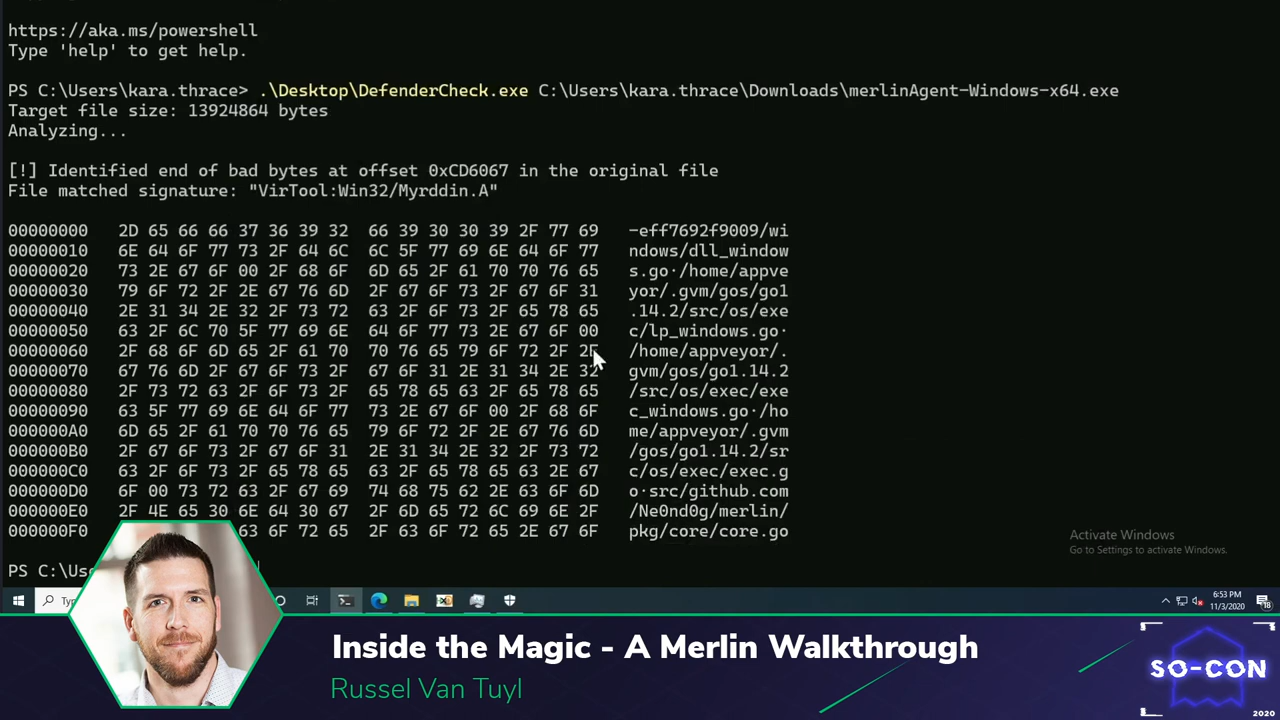 https://aka.ms/powershell
Type 'help' to get help.
PS C:\Users\kara.thrace> .\Desktop\DefenderCheck.exe C:\Users\kara.thrace\Downloads\merlinAgent-Windows-x64.exe
Target file size: 13924864 bytes
Analyzing...
[!] Identified end of bad bytes at offset 0xCD6067 in the original file
File matched signature: "VirTool:Win32/Myrddin.A"
00000000 2D 65 66 66 37 36 39 32 66 39 30 30 39 2F 77 69 -eff7692f9009/wi
00000010 6E 64 6F 77 73 2F 64 6C 6C 5F 77 69 6E 64 6F 77 ndows/dll_window
00000020 73 2E 67 6F 00 2F 68 6F 6D 65 2F 61 70 70 76 65 s.go·/home/appve
00000030 79 6F 72 2F 2E 67 76 6D 2F 67 6F 73 2F 67 6F 31 yor/.gvm/gos/go1
00000040 2E 31 34 2E 32 2F 73 72 63 2F 6F 73 2F 65 78 65 .14.2/src/os/exe
00000050 63 2F 6C 70 5F 77 69 6E 64 6F 77 73 2E 67 6F 00 c/lp_windows.go·
00000060 2F 68 6F 6D 65 2F 61 70 70 76 65 79 6F 72 2F 2E /home/appveyor/.
00000070 67 76 6D 2F 67 6F 73 2F 67 6F 31 2E 31 34 2E 32 gvm/gos/go1.14.2
00000080 2F 73 72 63 2F 6F 73 2F 65 78 65 63 2F 65 78 65 /src/os/exec/exe
00000090 63 5F 77 69 6E 64 6F 77 73 2E 67 6F 00 2F 68 6F c_windows.go·/ho
000000A0 6D 65 2F 61 70 70 76 65 79 6F 72 2F 2E 67 76 6D me/appveyor/.gvm
000000B0 2F 67 6F 73 2F 67 6F 31 2E 31 34 2E 32 2F 73 72 /gos/go1.14.2/sr
000000C0 63 2F 6F 73 2F 65 78 65 63 2F 65 78 65 63 2E 67 c/os/exec/exec.g
000000D0 6F 00 73 72 63 2F 67 69 74 68 75 62 2E 63 6F 6D o·src/github.com
000000E0 2F 4E 65 30 6E 64 30 67 2F 6D 65 72 6C 69 6E 2F /Ne0nd0g/merlin/
000000F0 63 6F 72 65 2F 63 6F 72 65 2E 67 6F pkg/core/core.go
PS C:\Use
Activate Windows
Go to Settings to activate Windows.
Typ
6:53 PM
11/3/2020
18
Inside the Magic - A Merlin Walkthrough
Russel Van Tuyl
SO-CON
2020